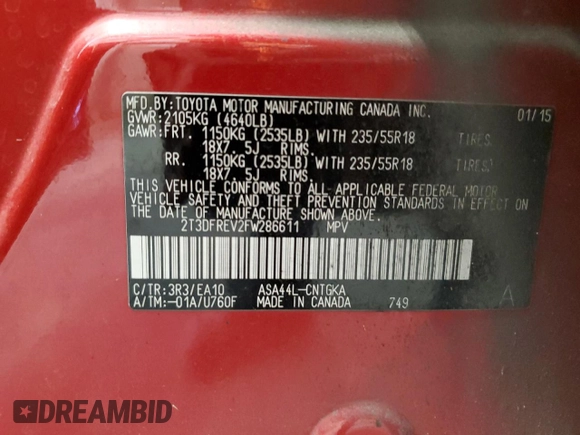 MFD.BY:TOYOTA MOTOR MANUFACTURING CANADA INC. 01/15
GVWR:2105KG (4640LB)
GAWR:FRT. 1150KG (2535LB) WITH 235/55R18 TIRES,
18X7.5J RIMS.
RR. 1150KG (2535LB) WITH 235/55R18 TIRES,
18X7.5J RIMS.
THIS VEHICLE CONFORMS TO ALL APPLICABLE FEDERAL MOTOR
VEHICLE SAFETY AND THEFT PREVENTION STANDARDS IN EFFECT
ON THE DATE OF MANUFACTURE SHOWN ABOVE.
2T3DFREV2FW286611 MPV
C/TR:3R3/EA10 ASA44L-CNTGKA
A/TM:-01A/U760F MADE IN CANADA 749 A
DREAMBID